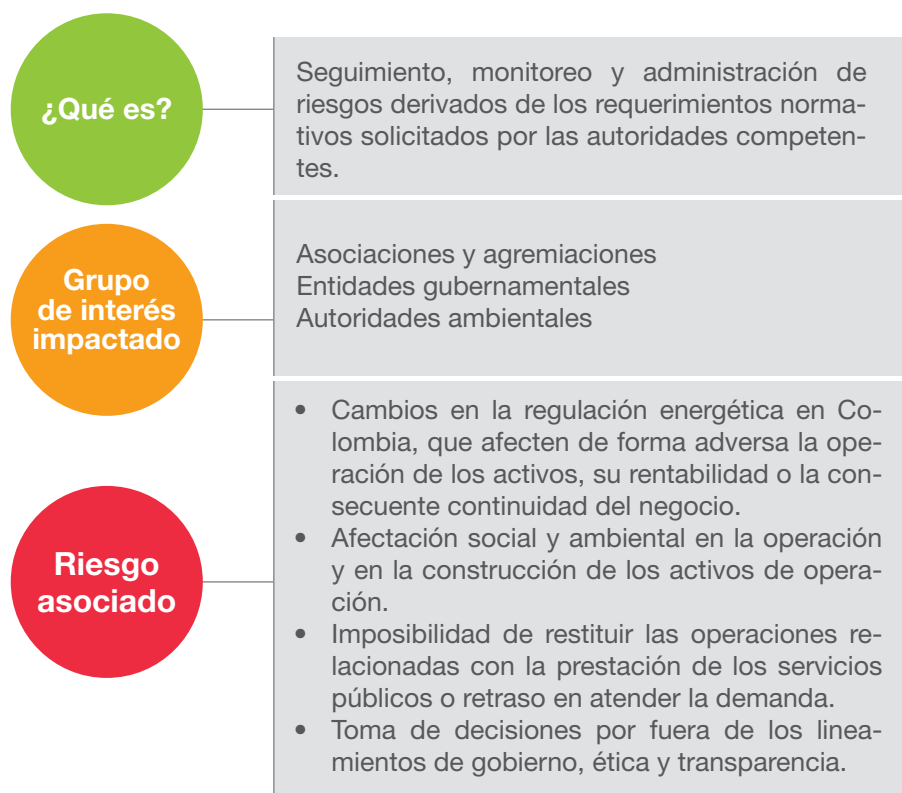 ¿Qué es?
Seguimiento, monitoreo y administración de
riesgos derivados de los requerimientos norma-
tivos solicitados por las autoridades competen-
tes.
Grupo
de interés
impactado
Asociaciones y agremiaciones
Entidades gubernamentales
Autoridades ambientales
Riesgo
asociado
• Cambios en la regulación energética en Co-
lombia, que afecten de forma adversa la ope-
ración de los activos, su rentabilidad o la con-
secuente continuidad del negocio.
• Afectación social y ambiental en la operación
y en la construcción de los activos de opera-
ción.
• Imposibilidad de restituir las operaciones re-
lacionadas con la prestación de los servicios
públicos o retraso en atender la demanda.
• Toma de decisiones por fuera de los linea-
mientos de gobierno, ética y transparencia.